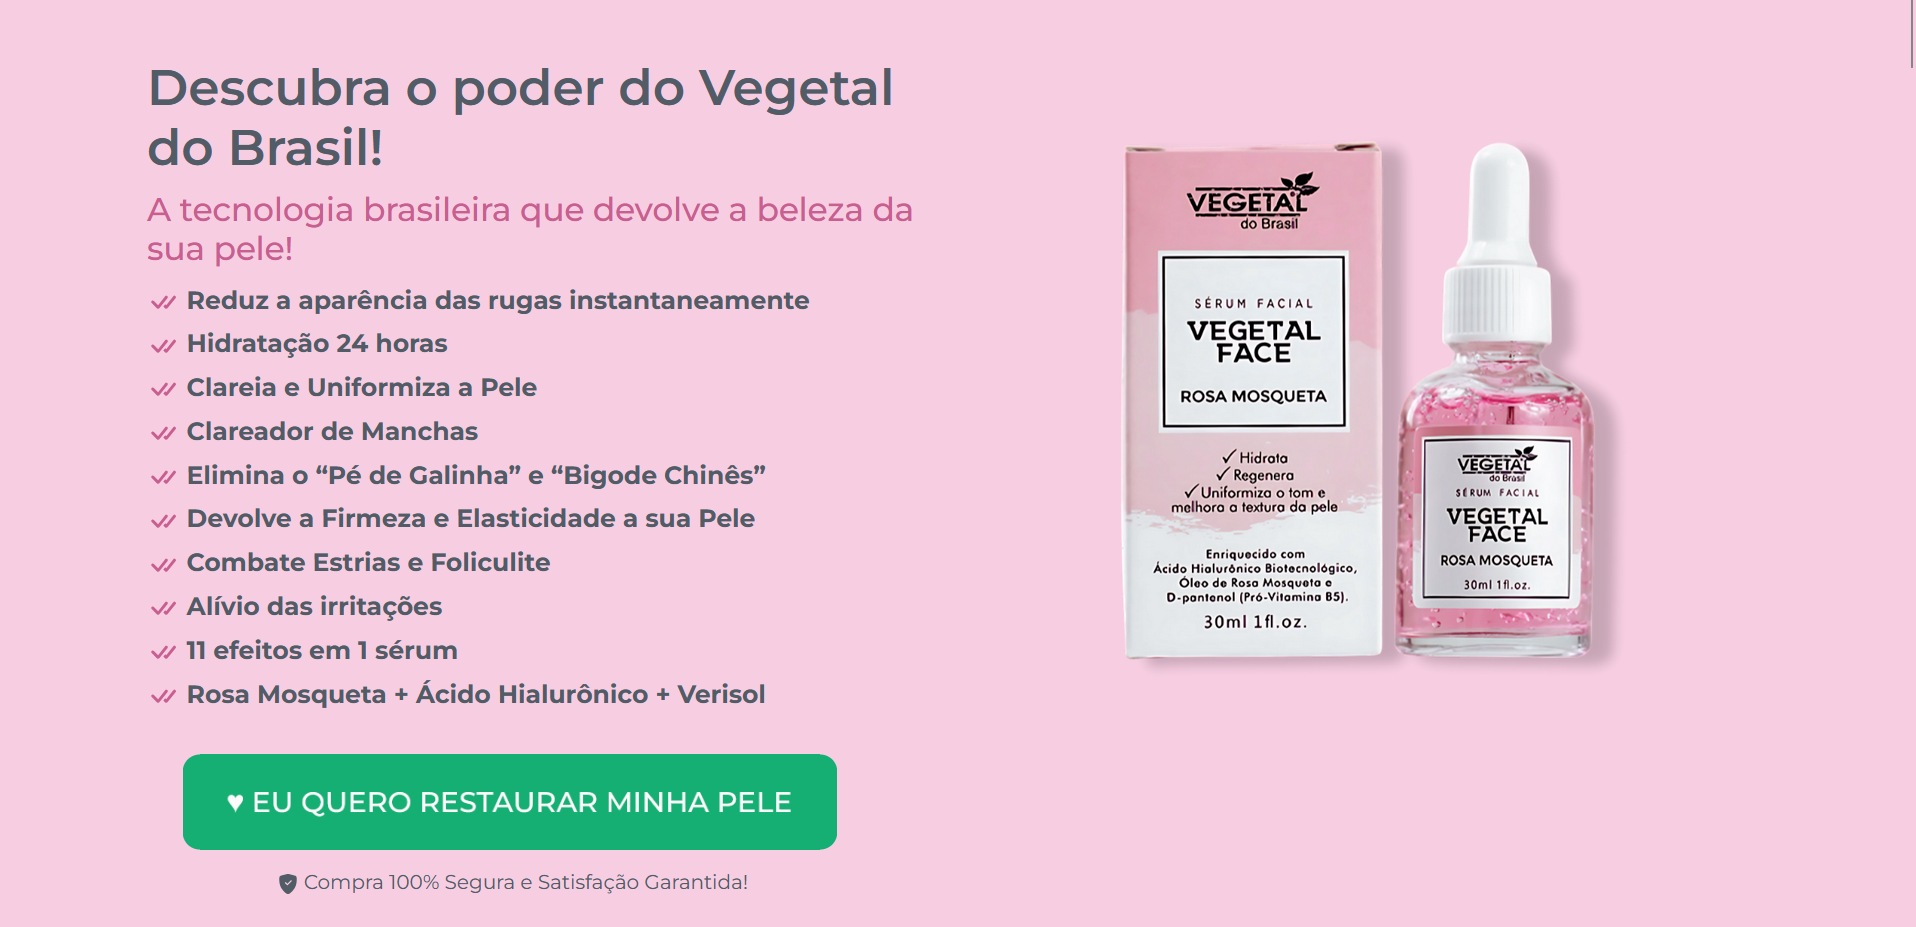 Descubra o poder do Vegetal
do Brasil!
A tecnologia brasileira que devolve a beleza da
sua pele!
Reduz a aparência das rugas instantaneamente
Hidratação 24 horas
Clareia e Uniformiza a Pele
Clareador de Manchas
Elimina o “Pé de Galinha” e “Bigode Chinês”
Devolve a Firmeza e Elasticidade a sua Pele
Combate Estrias e Foliculite
Alívio das irritações
11 efeitos em 1 sérum
Rosa Mosqueta + Ácido Hialurônico + Verisol
♥ EU QUERO RESTAURAR MINHA PELE
Compra 100% Segura e Satisfação Garantida!
VEGETAL
do Brasil
SÉRUM FACIAL
VEGETAL
FACE
ROSA MOSQUETA
✓ Hidrata
✓ Regenera
✓ Uniformiza o tom e
melhora a textura da pele
Enriquecido com
Ácido Hialurônico Biotecnológico,
Óleo de Rosa Mosqueta e
D-pantenol (Pró-Vitamina B5).
30ml 1fl.oz.
VEGETAL
do Brasil
SÉRUM FACIAL
VEGETAL
FACE
ROSA MOSQUETA
30ml 1fl.oz.